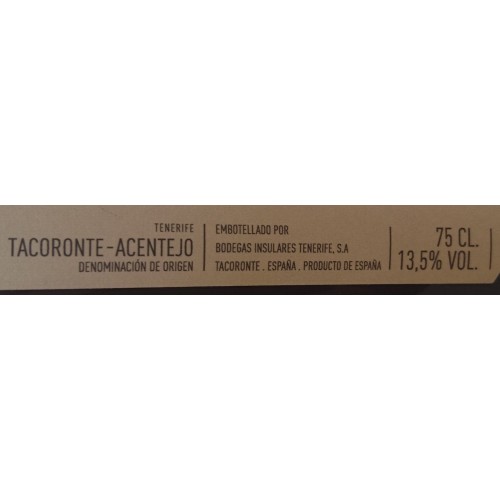 TENERIFE
TACORONTE-ACENTEJO
DENOMINACIÓN DE ORIGEN
EMBOTELLADO POR
BODEGAS INSULARES TENERIFE, S.A
TACORONTE . ESPAÑA . PRODUCTO DE ESPAÑA
75 CL.
13,5% VOL.